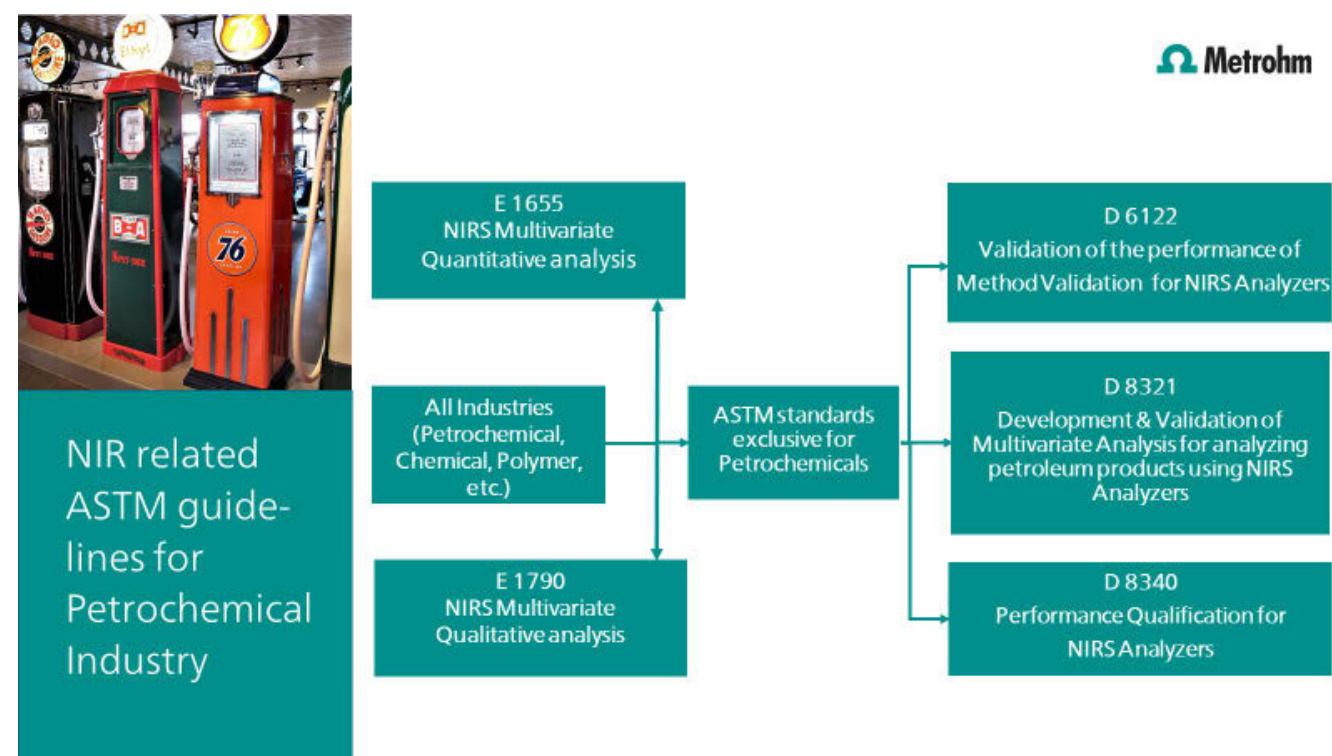 Ethyl
76
B-A
76
Metrohm
NIR related
ASTM guide-
lines for
Petrochemical
Industry
E 1655
NIRS Multivariate
Quantitative analysis
All Industries
(Petrochemical,
Chemical, Polymer,
etc.)
E 1790
NIRS Multivariate
Qualitative analysis
ASTM standards
exclusive for
Petrochemicals
D 6122
Validation of the performance of
Method Validation for NIRS Analyzers
D 8321
Development & Validation of
Multivariate Analysis for analyzing
petroleum products using NIRS
Analyzers
D 8340
Performance Qualification for
NIRS Analyzers